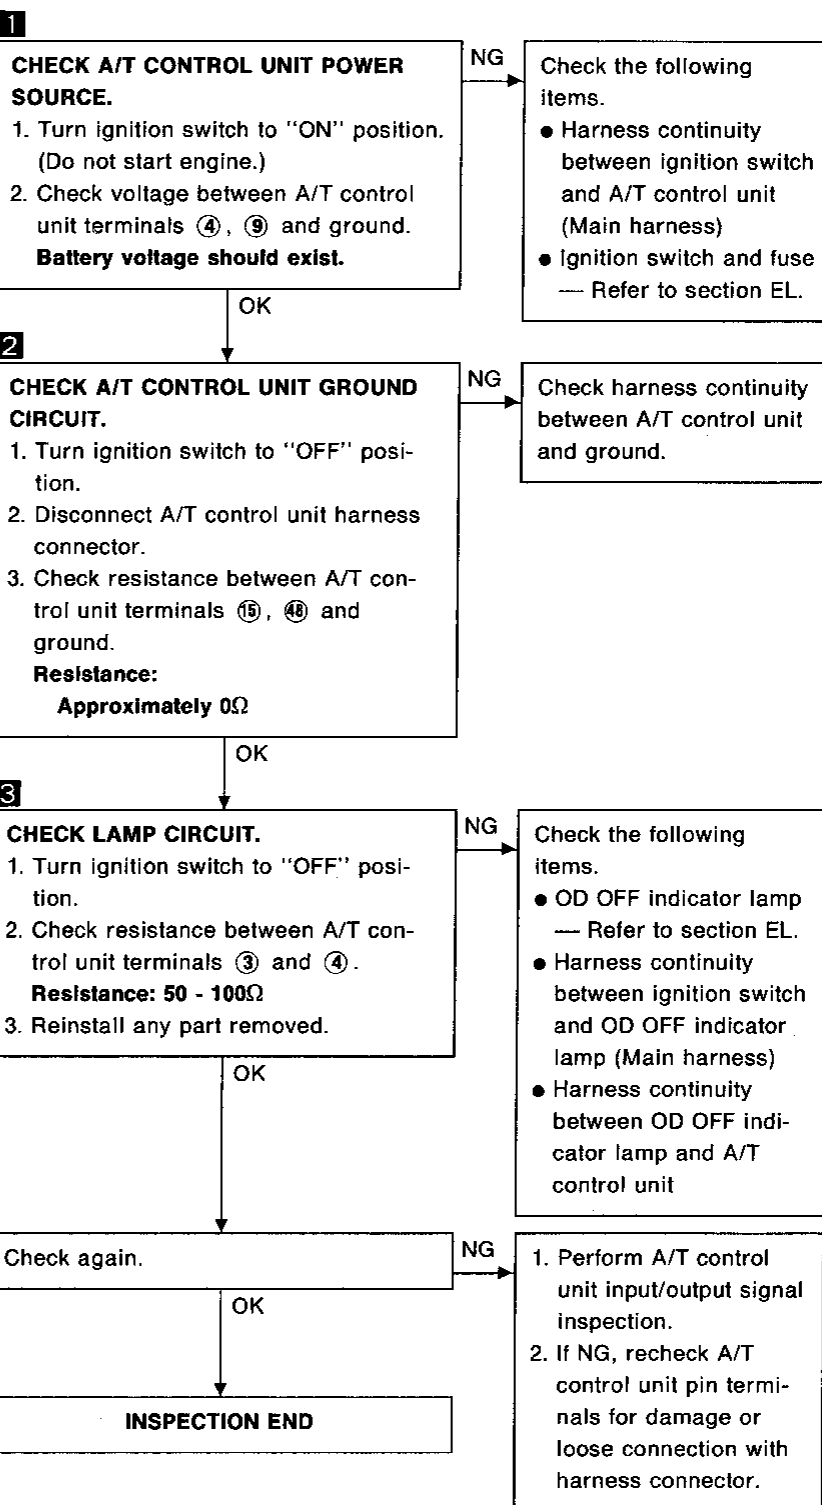 1
CHECK A/T CONTROL UNIT POWER
SOURCE.
1. Turn ignition switch to "ON" position.
(Do not start engine.)
2. Check voltage between A/T control
unit terminals ④, ⑨ and ground.
Battery voltage should exist.
NG
Check the following
items.
● Harness continuity
between ignition switch
and A/T control unit
(Main harness)
● Ignition switch and fuse
— Refer to section EL.
OK
2
CHECK A/T CONTROL UNIT GROUND
CIRCUIT.
1. Turn ignition switch to "OFF" posi-
tion.
2. Disconnect A/T control unit harness
connector.
3. Check resistance between A/T con-
trol unit terminals ⑮, ㊽ and
ground.
Resistance:
Approximately 0Ω
NG
Check harness continuity
between A/T control unit
and ground.
OK
3
CHECK LAMP CIRCUIT.
1. Turn ignition switch to "OFF" posi-
tion.
2. Check resistance between A/T con-
trol unit terminals ③ and ④.
Resistance: 50 - 100Ω
3. Reinstall any part removed.
NG
Check the following
items.
● OD OFF indicator lamp
— Refer to section EL.
● Harness continuity
between ignition switch
and OD OFF indicator
lamp (Main harness)
● Harness continuity
between OD OFF indi-
cator lamp and A/T
control unit
OK
Check again.
NG
1. Perform A/T control
unit input/output signal
inspection.
2. If NG, recheck A/T
control unit pin termi-
nals for damage or
loose connection with
harness connector.
OK
INSPECTION END